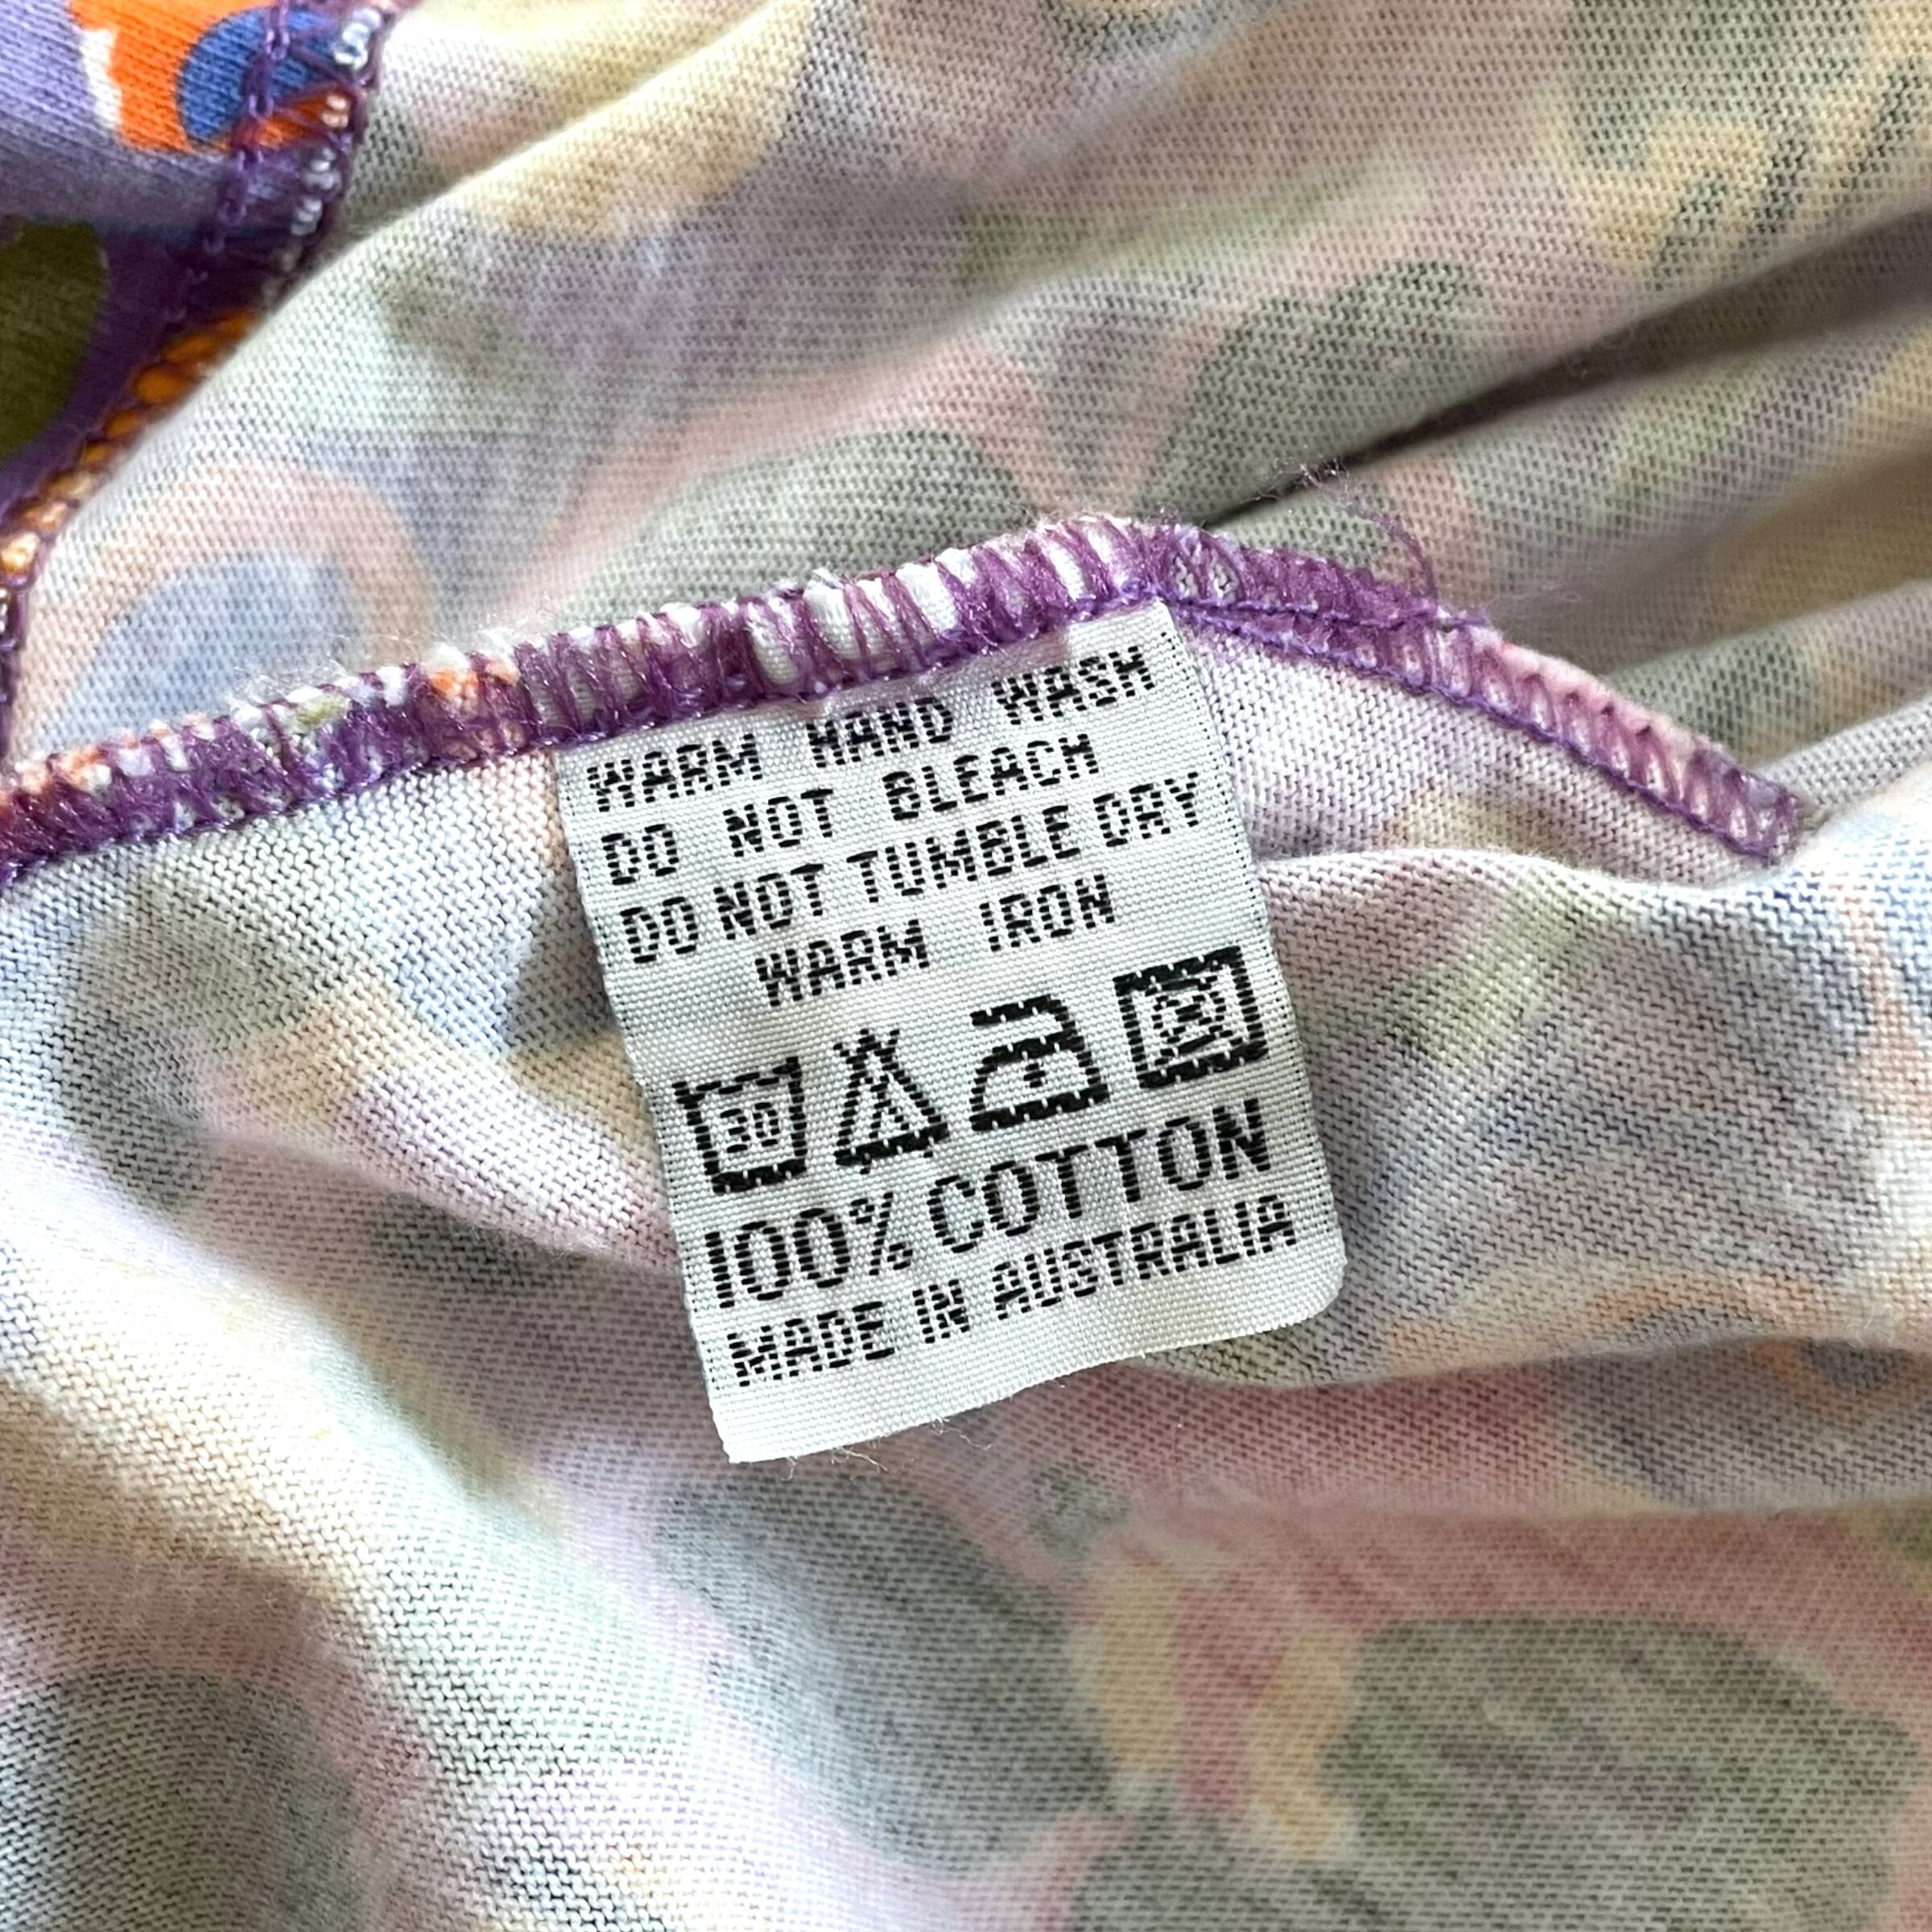 WARM HAND WASH
DO NOT BLEACH
DO NOT TUMBLE DRY
WARM IRON
30
100% COTTON
MADE IN AUSTRALIA